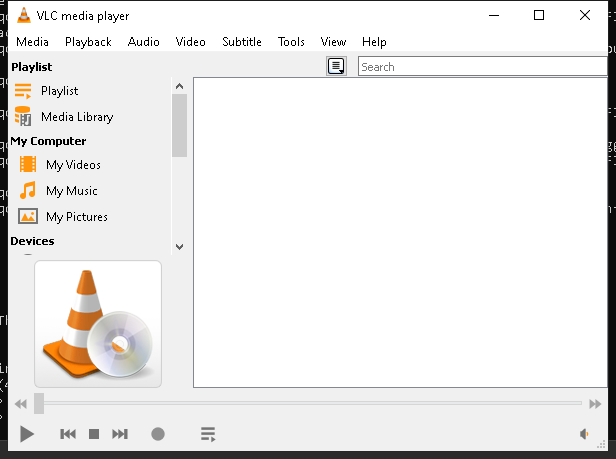 VLC media player
Media Playback Audio Video Subtitle Tools View Help
Playlist
Search
Playlist
Media Library
My Computer
My Videos
My Music
My Pictures
Devices